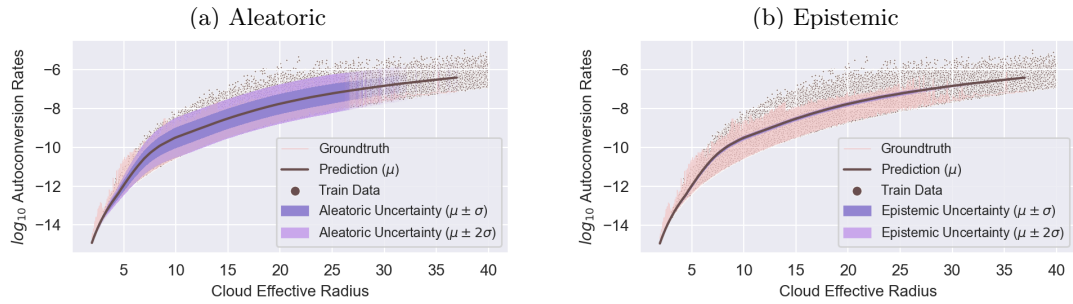 (a) Aleatoric
log10 Autoconversion Rates
−6
−8
−10
−12
−14
Groundtruth
Prediction (μ)
Train Data
Aleatoric Uncertainty (μ ± σ)
Aleatoric Uncertainty (μ ± 2σ)
5 10 15 20 25 30 35 40
Cloud Effective Radius
(b) Epistemic
log10 Autoconversion Rates
−6
−8
−10
−12
−14
Groundtruth
Prediction (μ)
Train Data
Epistemic Uncertainty (μ ± σ)
Epistemic Uncertainty (μ ± 2σ)
5 10 15 20 25 30 35 40
Cloud Effective Radius